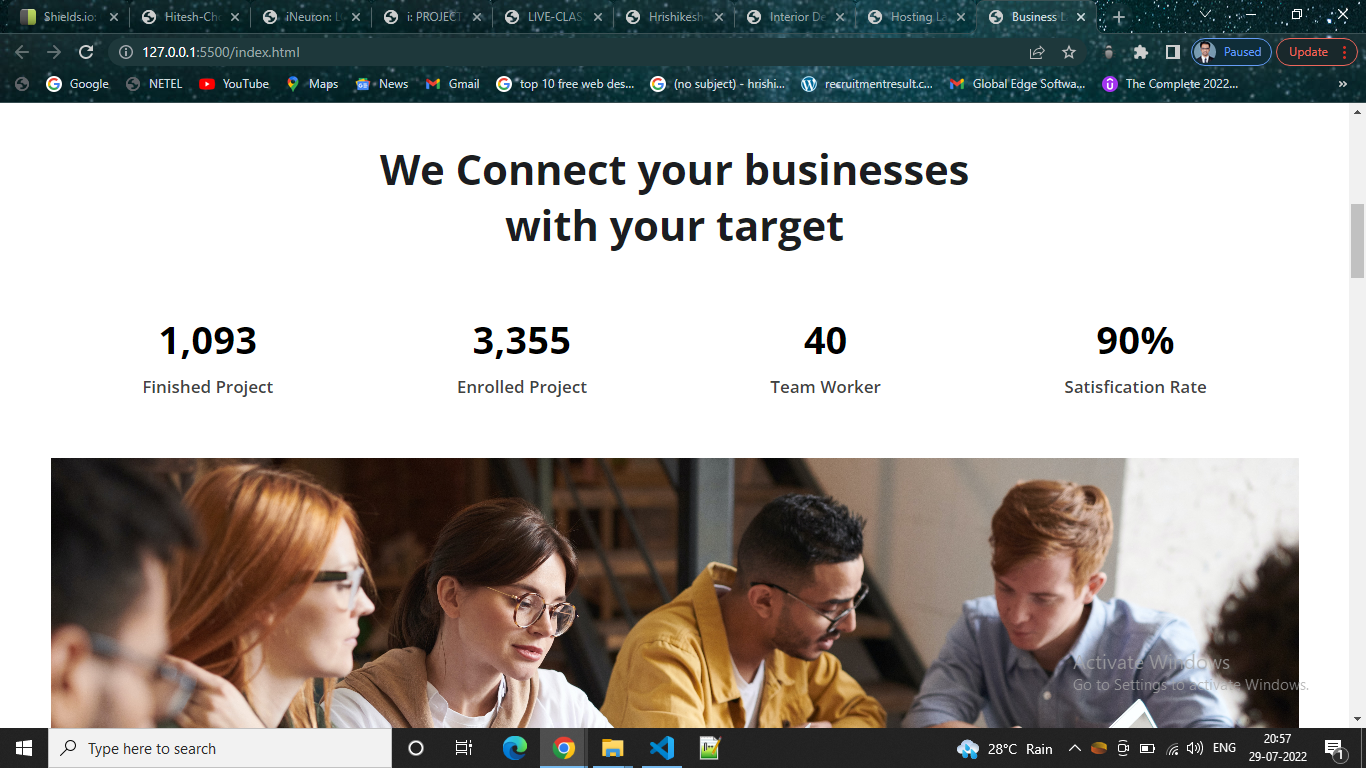 Shields.io:
Hitesh-Cho
iNeuron: L
i: PROJECT
LIVE-CLAS
Hrishikesh
Interior De
Hosting La
Business L
127.0.0.1:5500/index.html
Paused
Update
Google
NETEL
YouTube
Maps
News
Gmail
top 10 free web des...
(no subject) - hrishi...
recruitmentresult.c...
Global Edge Softwa...
The Complete 2022...
We Connect your businesses
with your target
1,093
3,355
40
90%
Finished Project
Enrolled Project
Team Worker
Satisfication Rate
Activate Windows
Go to Settings to activate Windows.
Type here to search
28°C Rain
ENG
20:57
29-07-2022
1